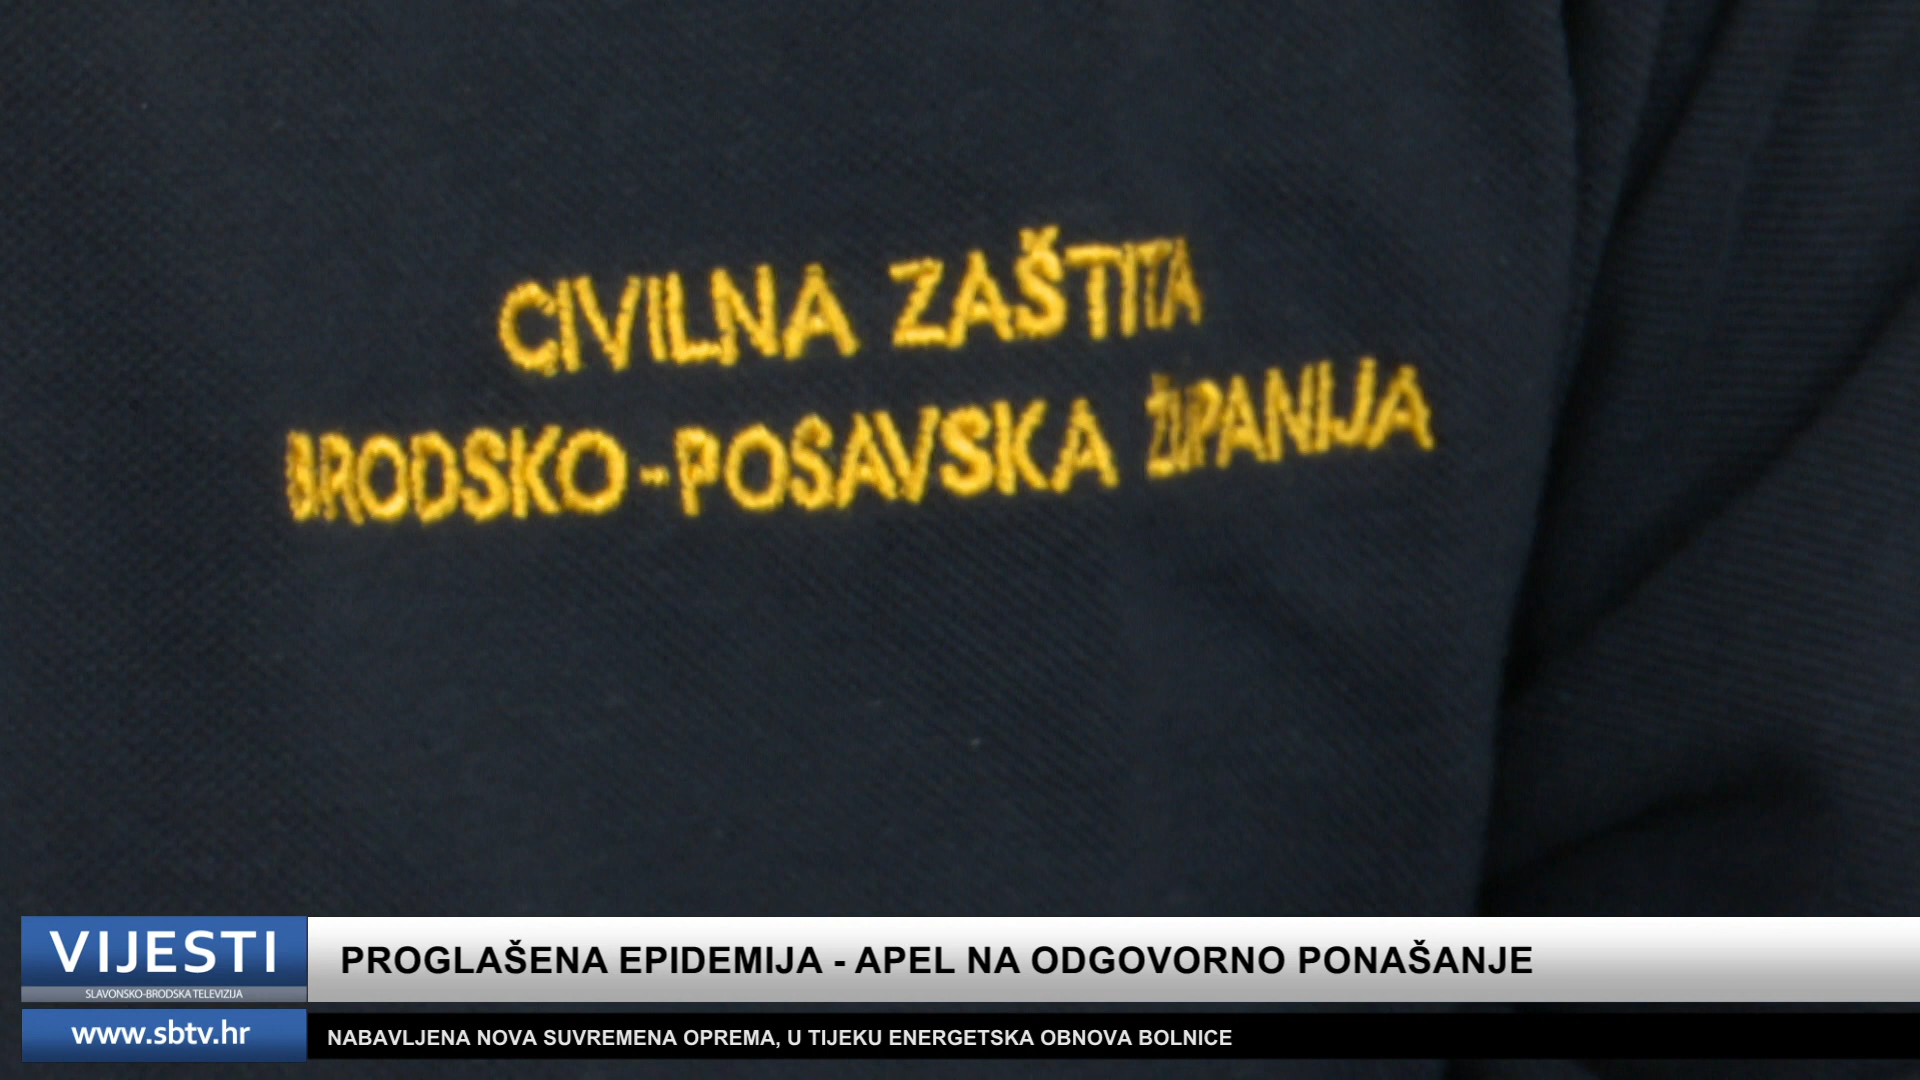 CIVILNA ZAŠTITA
BRODSKO-POSAVSKA ŽUPANIJA
VIJESTI
SLAVONSKO-BRODSKA TELEVIZIJA
PROGLAŠENA EPIDEMIJA - APEL NA ODGOVORNO PONAŠANJE
www.sbtv.hr
NABAVLJENA NOVA SUVREMENA OPREMA, U TIJEKU ENERGETSKA OBNOVA BOLNICE